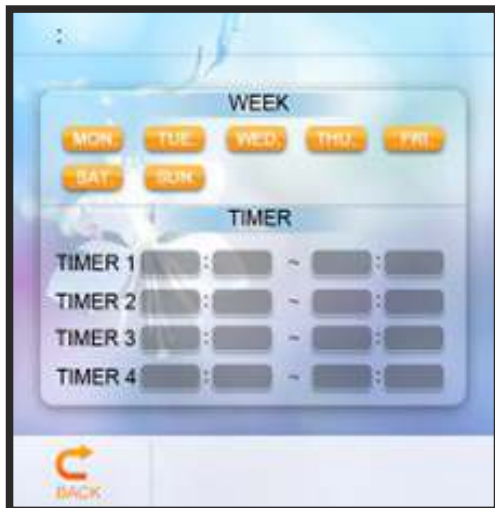 :
WEEK
MON. TUE. WED. THU. FRI.
SAT. SUN.
TIMER
TIMER 1 : ~ :
TIMER 2 : ~ :
TIMER 3 : ~ :
TIMER 4 : ~ :
BACK